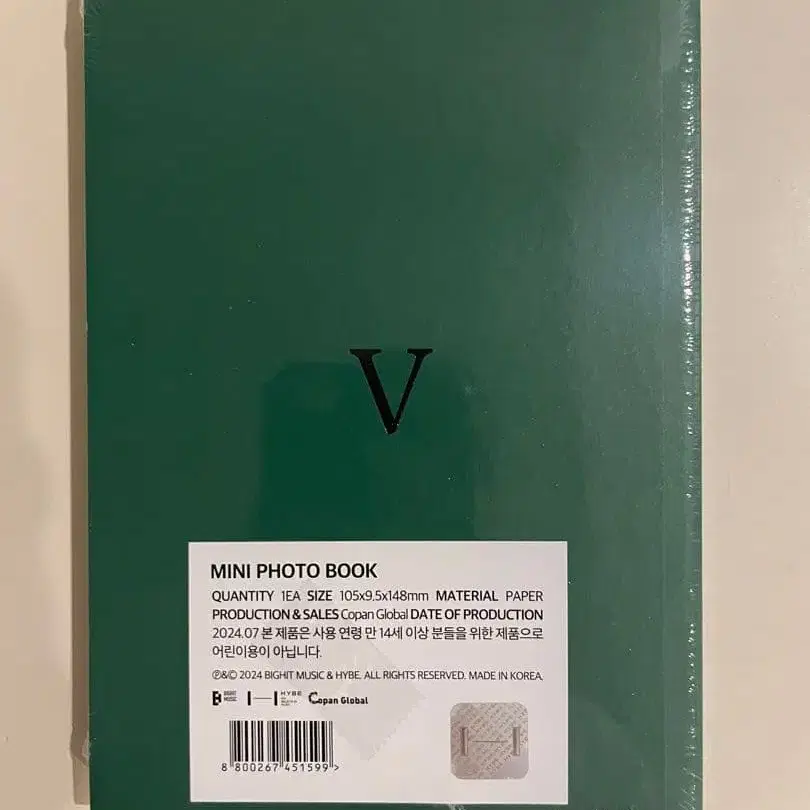 V
MINI PHOTO BOOK
QUANTITY 1EA SIZE 105x9.5x148mm MATERIAL PAPER
PRODUCTION & SALES Copan Global DATE OF PRODUCTION
2024.07 본 제품은 사용 연령 만 14세 이상 분들을 위한 제품으로
어린이용이 아닙니다.
℗&© 2024 BIGHIT MUSIC & HYBE. ALL RIGHTS RESERVED. MADE IN KOREA.
BIGHIT MUSIC HYBE Copan Global
8 800267 451599 >